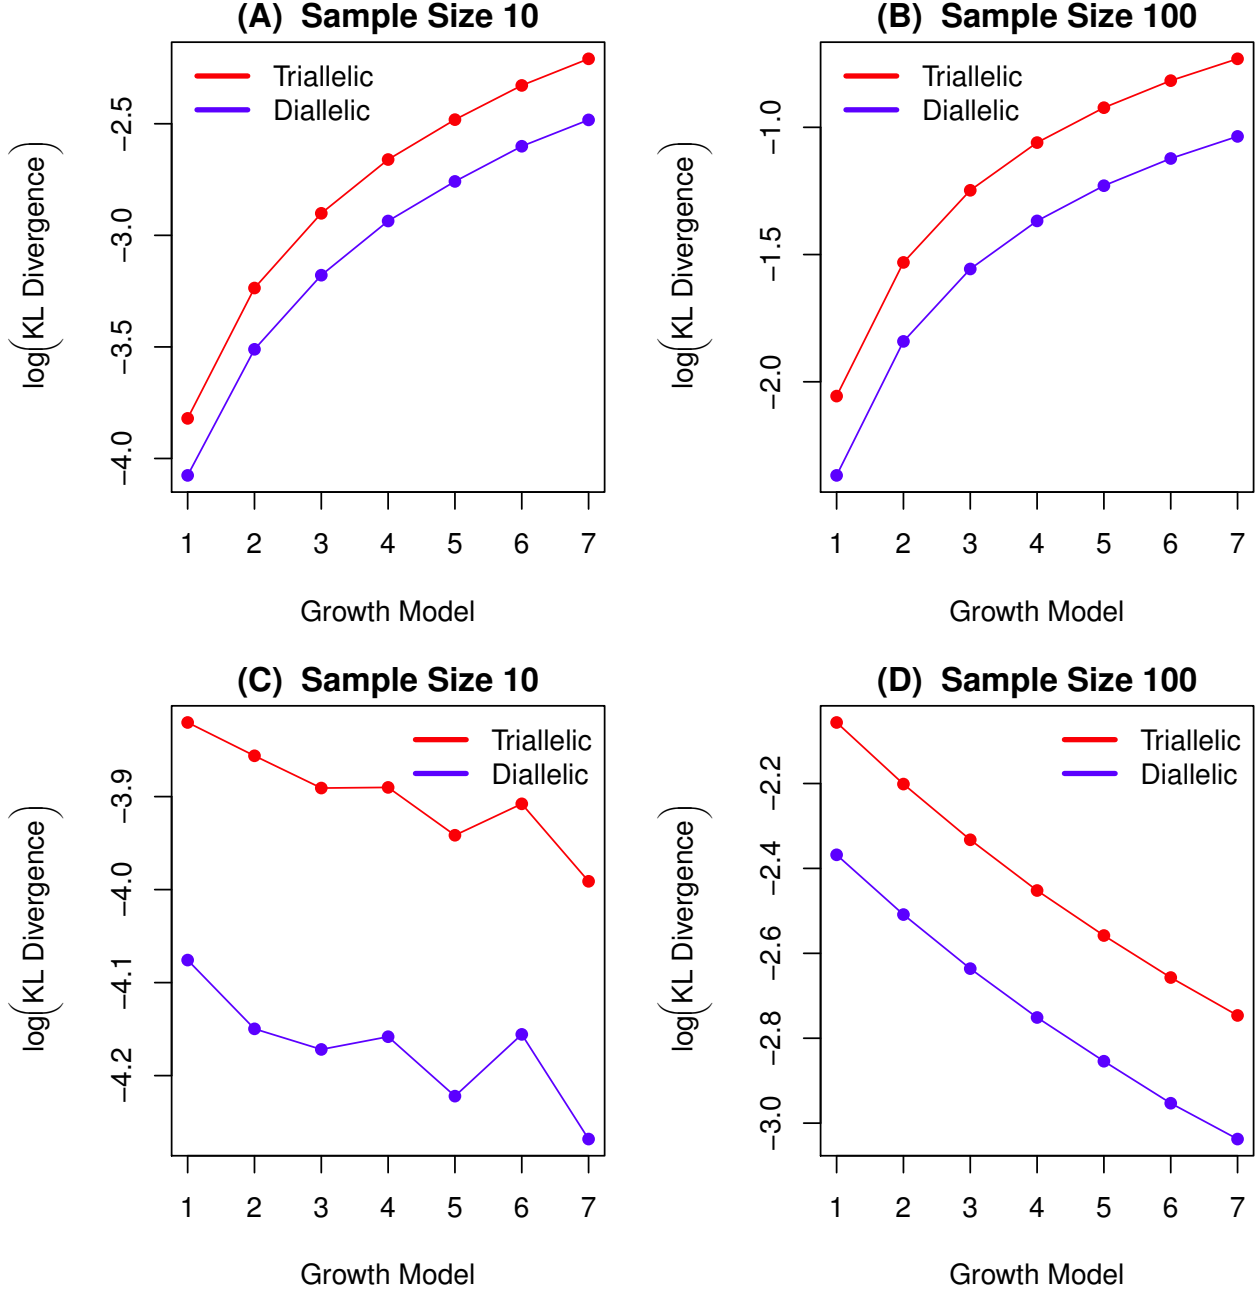 (A) Sample Size 10
Triallelic
Diallelic
log(KL Divergence)
−2.5
−3.0
−3.5
−4.0
1 2 3 4 5 6 7
Growth Model
(B) Sample Size 100
Triallelic
Diallelic
log(KL Divergence)
−1.0
−1.5
−2.0
1 2 3 4 5 6 7
Growth Model
(C) Sample Size 10
Triallelic
Diallelic
log(KL Divergence)
−3.9
−4.0
−4.1
−4.2
1 2 3 4 5 6 7
Growth Model
(D) Sample Size 100
Triallelic
Diallelic
log(KL Divergence)
−2.2
−2.4
−2.6
−2.8
−3.0
1 2 3 4 5 6 7
Growth Model